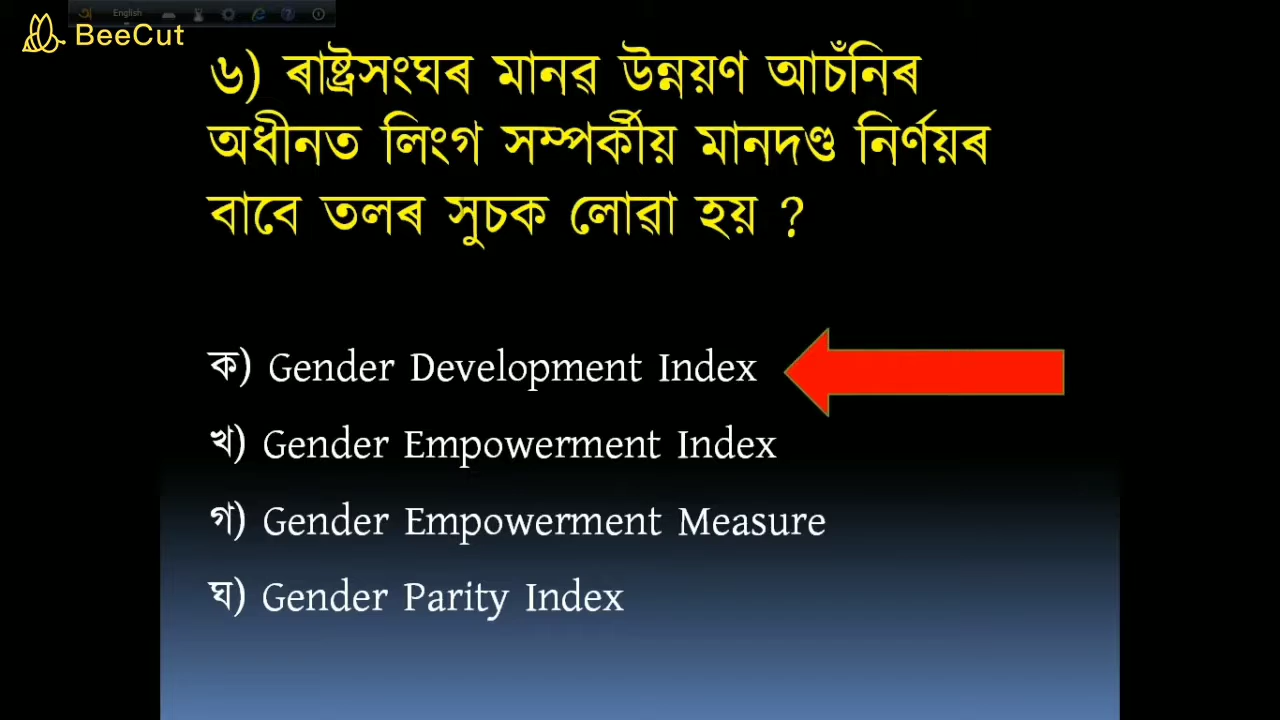 English
BeeCut
৬) ৰাষ্ট্ৰসংঘৰ মানৱ উন্নয়ণ আচঁনিৰ
অধীনত লিংগ সম্পৰ্কীয় মানদণ্ড নিৰ্ণয়ৰ
বাবে তলৰ সুচক লোৱা হয় ?
ক) Gender Development Index
খ) Gender Empowerment Index
গ) Gender Empowerment Measure
ঘ) Gender Parity Index